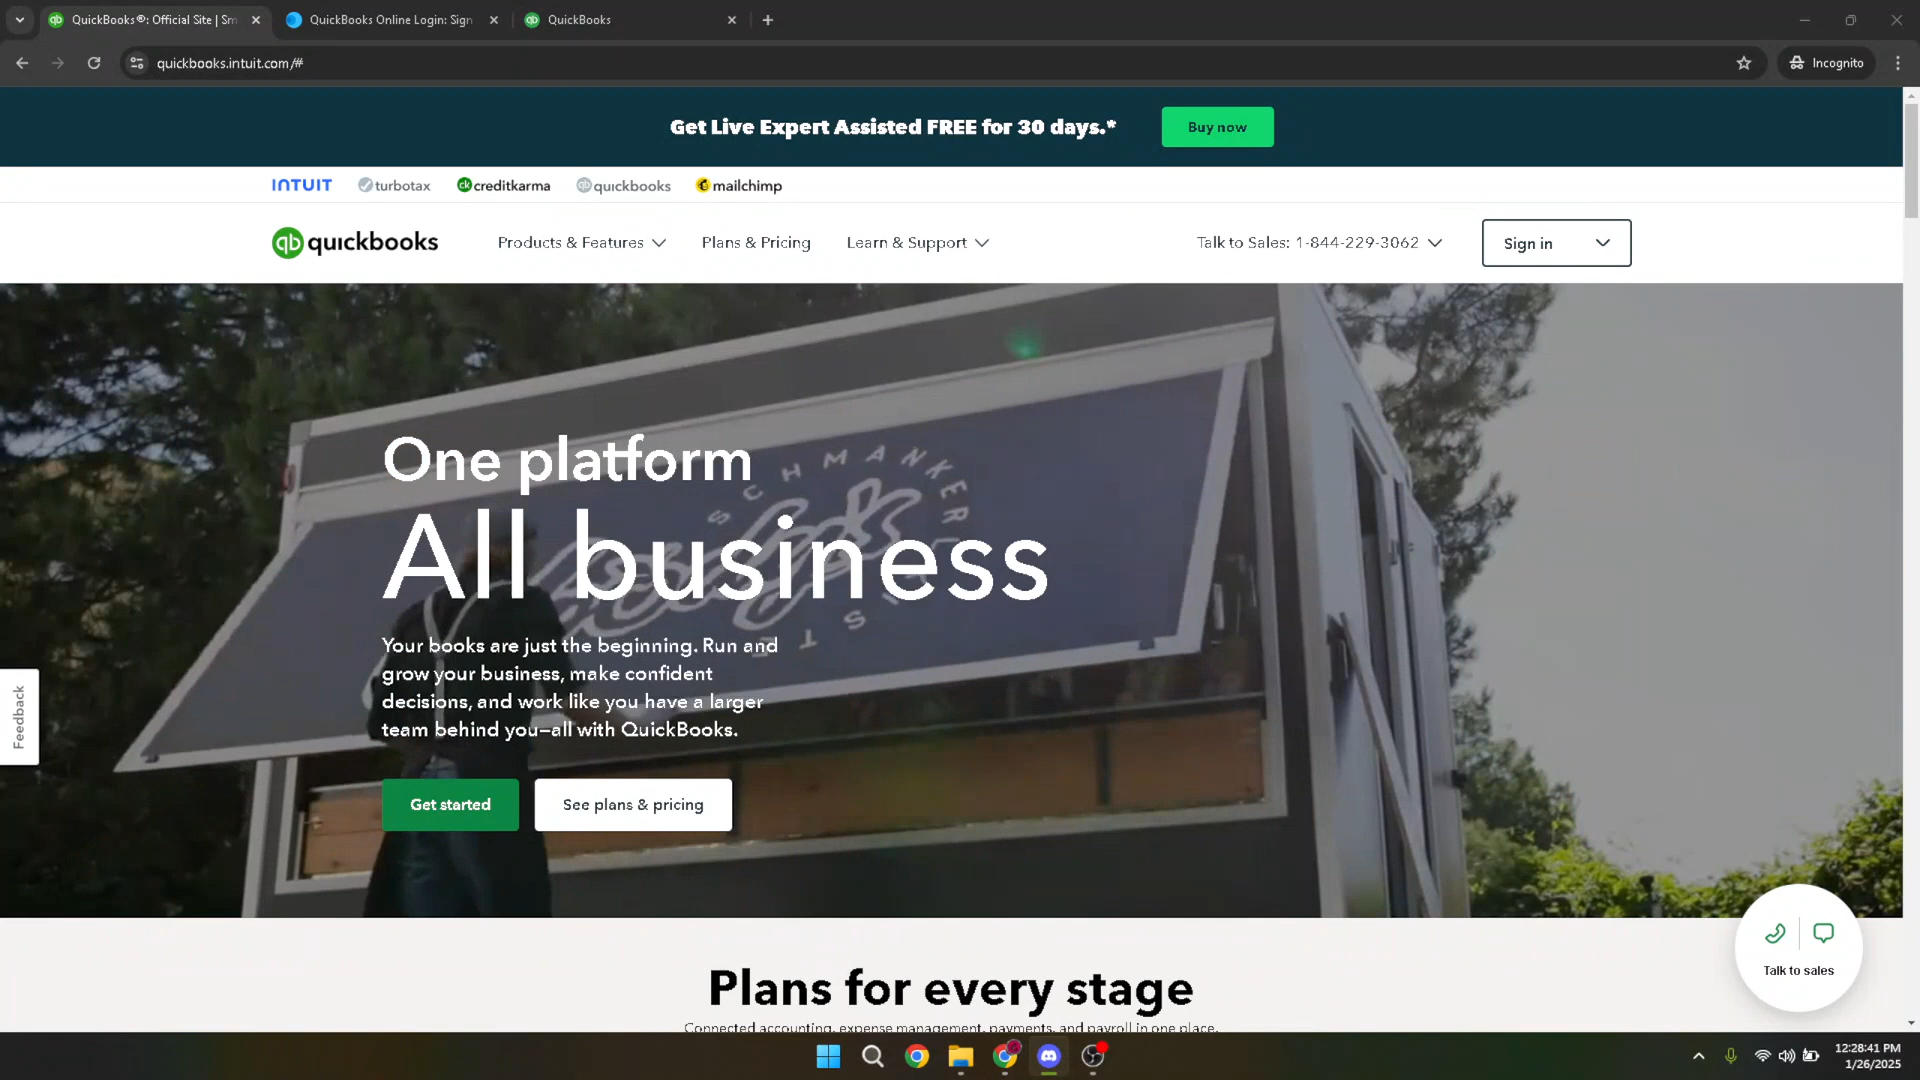 QuickBooks®: Official Site | Sm
QuickBooks Online Login: Sign
QuickBooks
quickbooks.intuit.com/#
Incognito
Get Live Expert Assisted FREE for 30 days.*
Buy now
INTUIT
turbotax
ck creditkarma
qb quickbooks
mailchimp
qb quickbooks
Products & Features
Plans & Pricing
Learn & Support
Talk to Sales: 1-844-229-3062
Sign in
SCHMANKER
One platform
All business
Your books are just the beginning. Run and
grow your business, make confident
decisions, and work like you have a larger
team behind you—all with QuickBooks.
Feedback
Get started
See plans & pricing
Talk to sales
Plans for every stage
Connected accounting, expense management, payments, and payroll in one place.
12:28:41 PM
1/26/2025